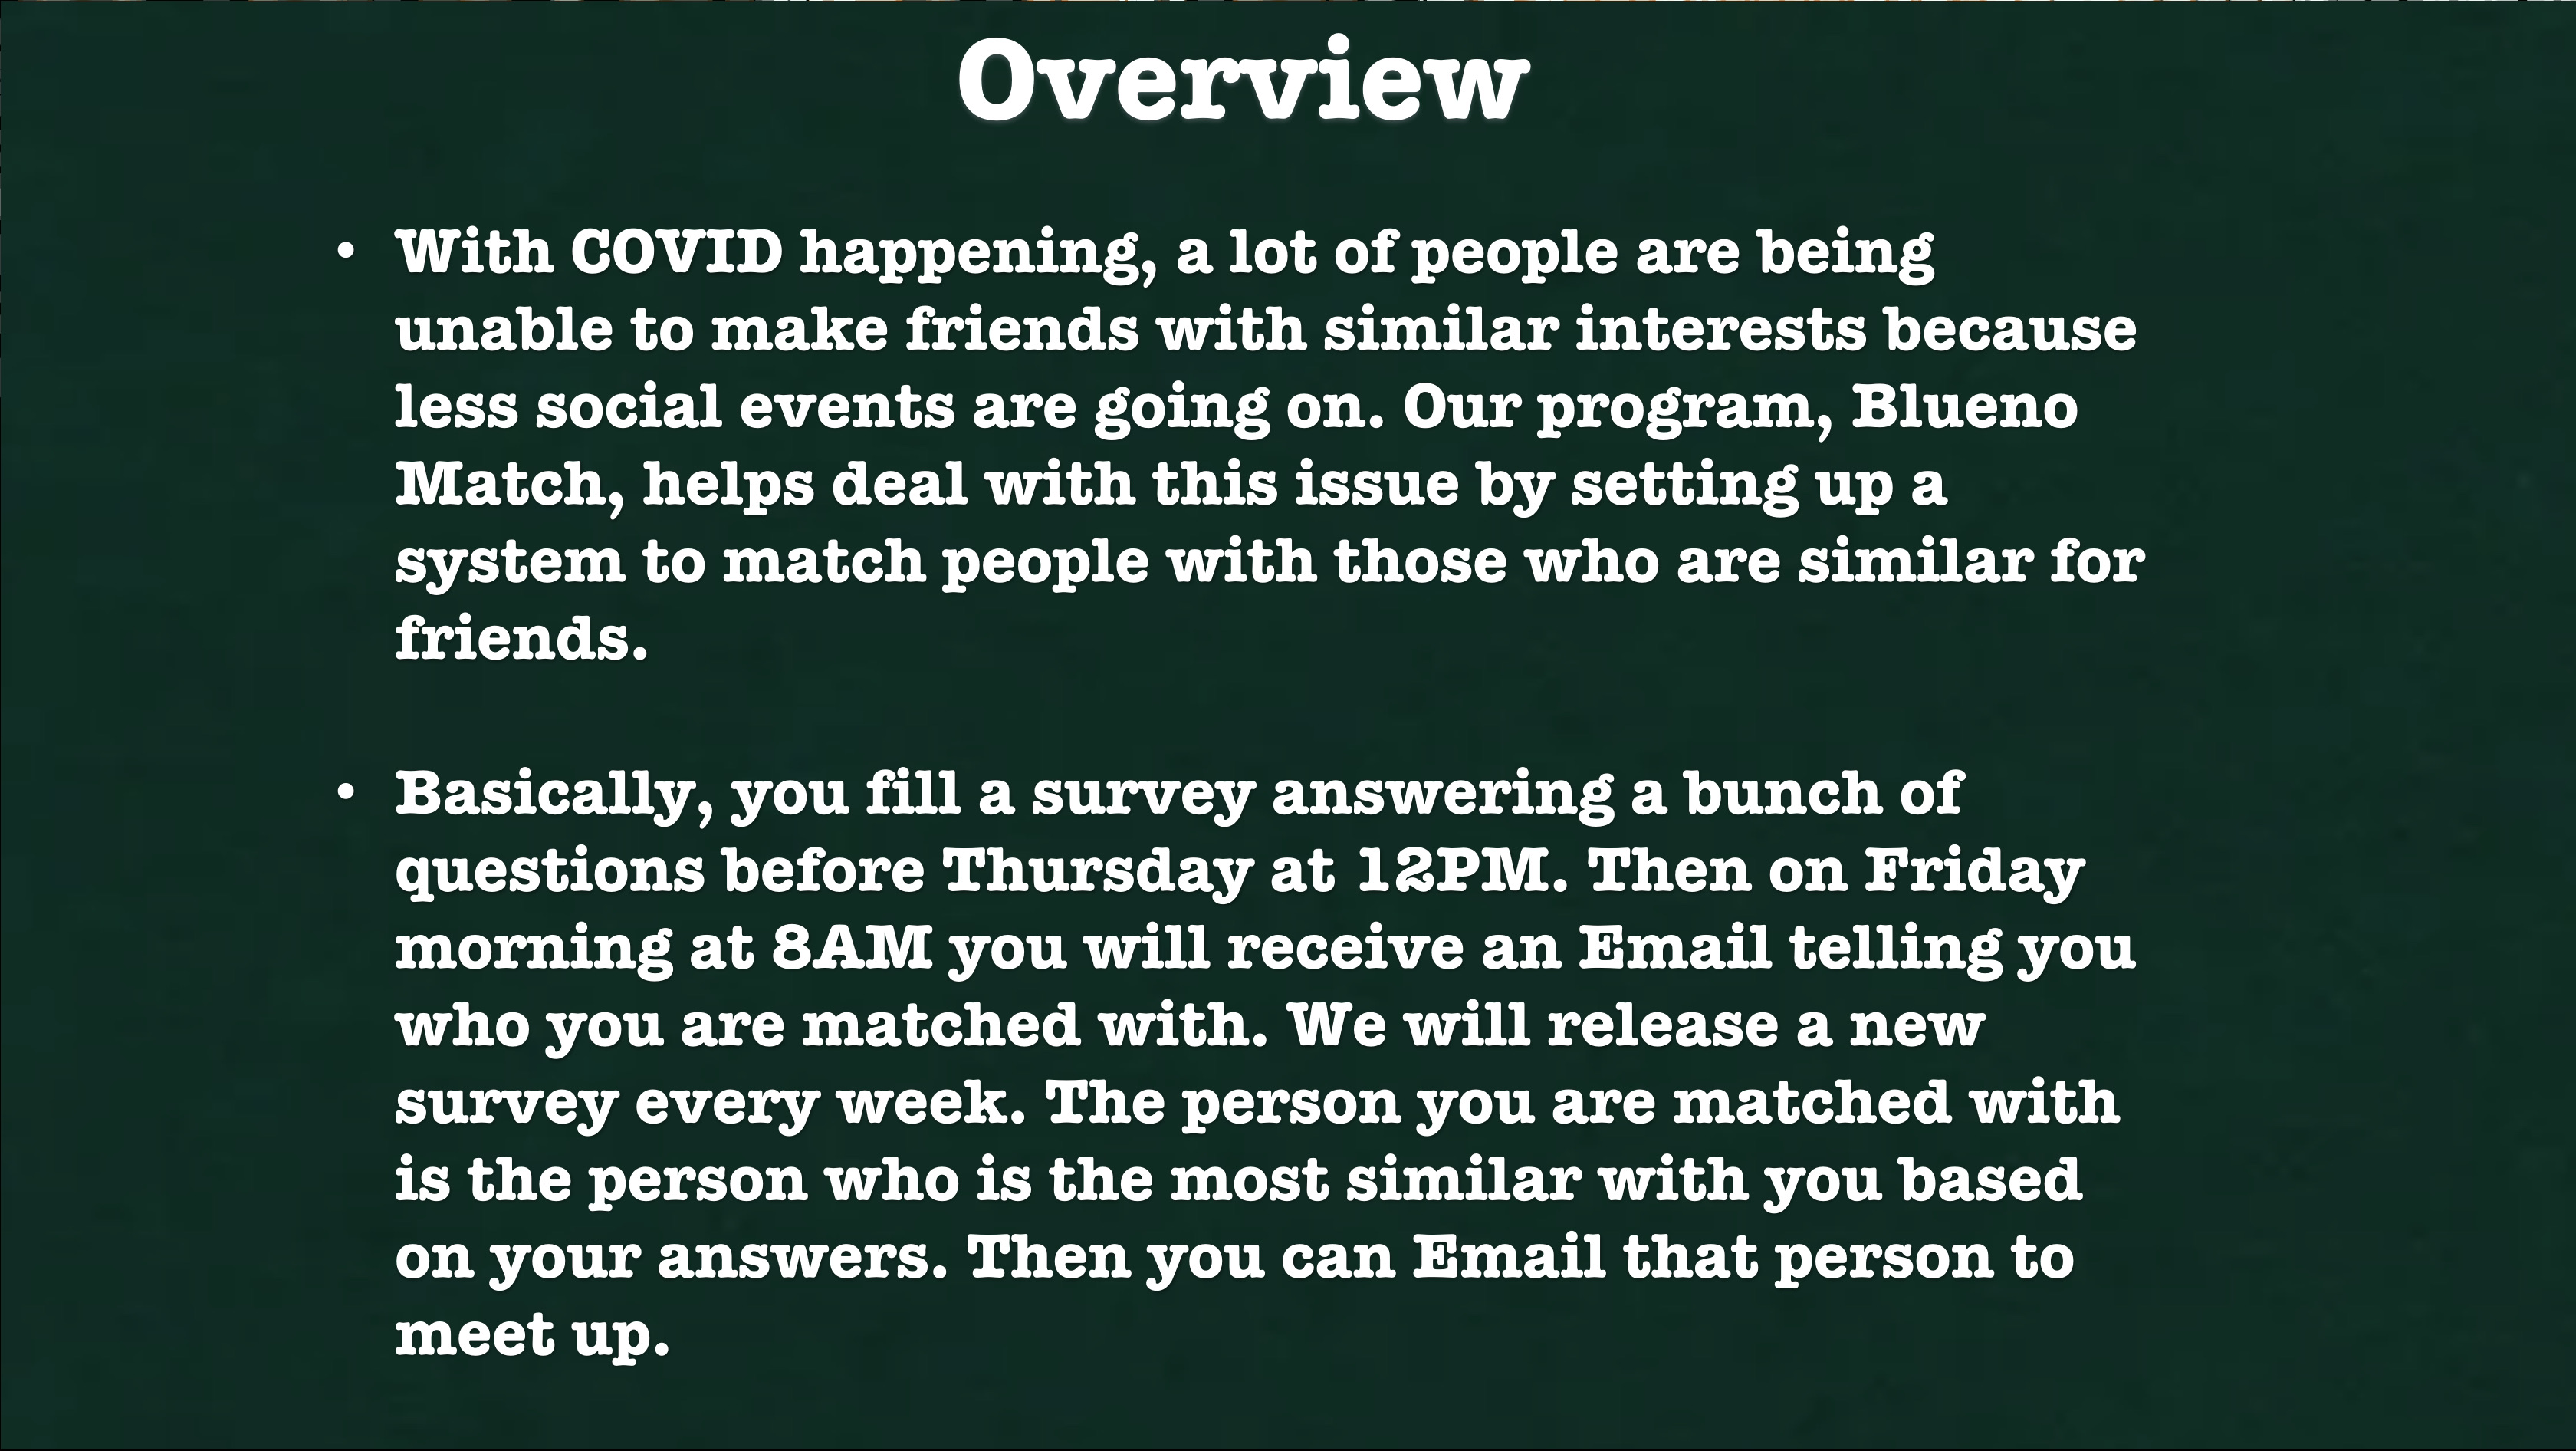 Overview
• With COVID happening, a lot of people are being
unable to make friends with similar interests because
less social events are going on. Our program, Blueno
Match, helps deal with this issue by setting up a
system to match people with those who are similar for
friends.
• Basically, you fill a survey answering a bunch of
questions before Thursday at 12PM. Then on Friday
morning at 8AM you will receive an Email telling you
who you are matched with. We will release a new
survey every week. The person you are matched with
is the person who is the most similar with you based
on your answers. Then you can Email that person to
meet up.